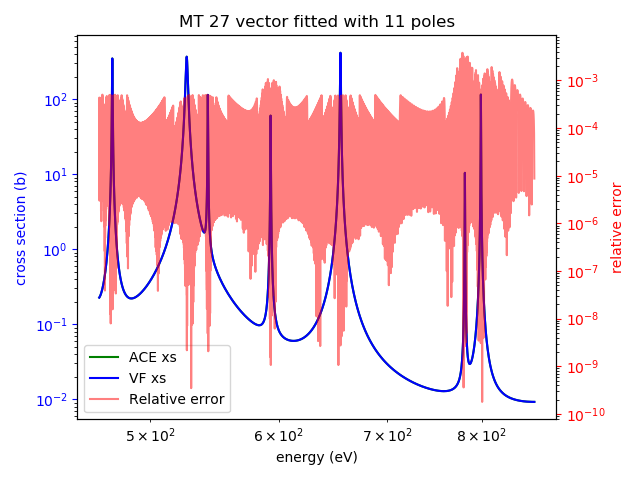 MT 27 vector fitted with 11 poles
cross section (b)
10²
10¹
10⁰
10⁻¹
10⁻²
10⁻³
10⁻⁴
10⁻⁵
10⁻⁶
10⁻⁷
10⁻⁸
10⁻⁹
10⁻¹⁰
relative error
ACE xs
VF xs
Relative error
5 × 10² 6 × 10² 7 × 10² 8 × 10²
energy (eV)